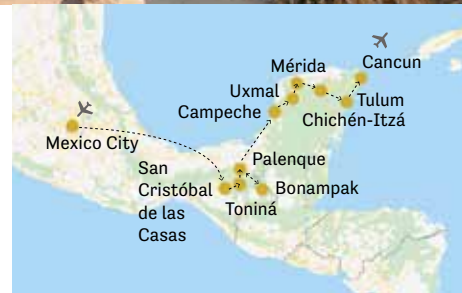 Mérida
Cancun
Uxmal
Campeche
Tulum
Chichén-Itzá
Mexico City
San
Cristóbal
de las
Casas
Palenque
Bonampak
Toniná